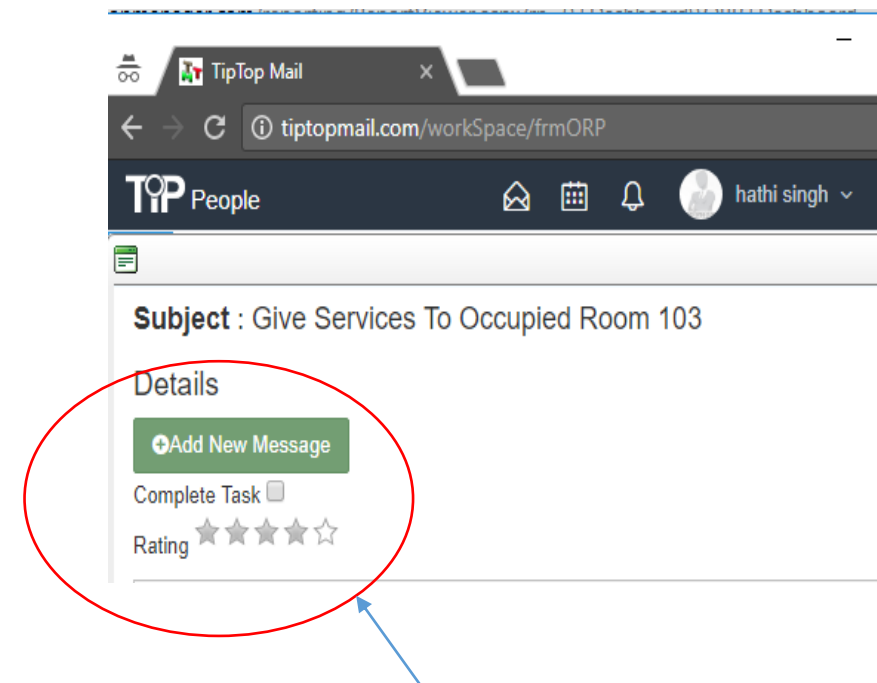 TipTop Mail
tiptopmail.com/workSpace/frmORP
TIP People
hathi singh
Subject : Give Services To Occupied Room 103
Details
Add New Message
Complete Task
Rating